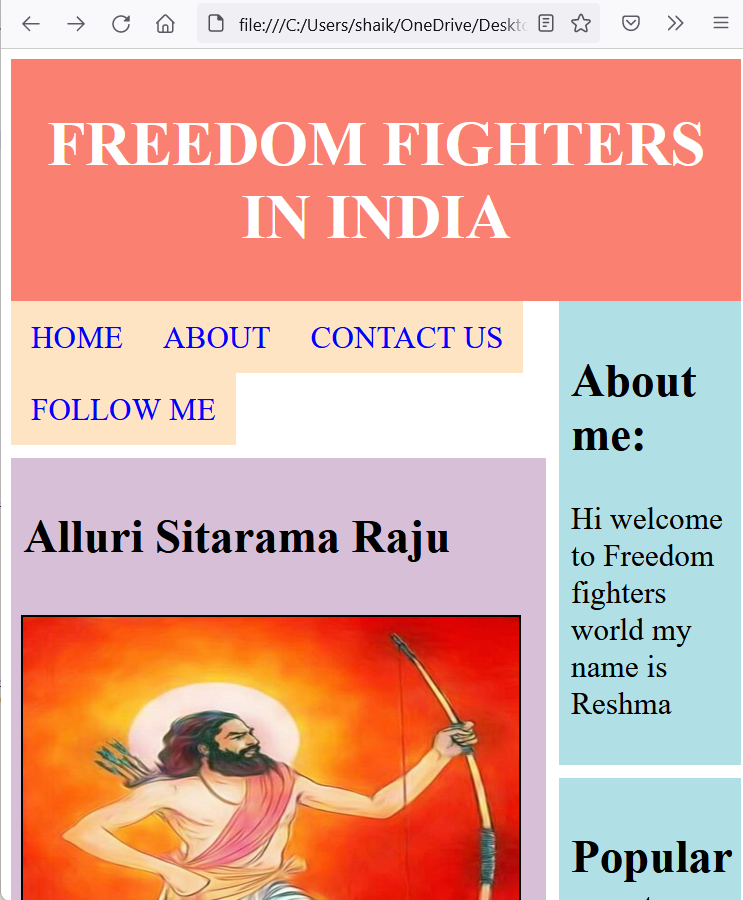 file:///C:/Users/shaik/OneDrive/Deskto
FREEDOM FIGHTERS
IN INDIA
HOME ABOUT CONTACT US
FOLLOW ME
Alluri Sitarama Raju
About
me:
Hi welcome
to Freedom
fighters
world my
name is
Reshma
Popular